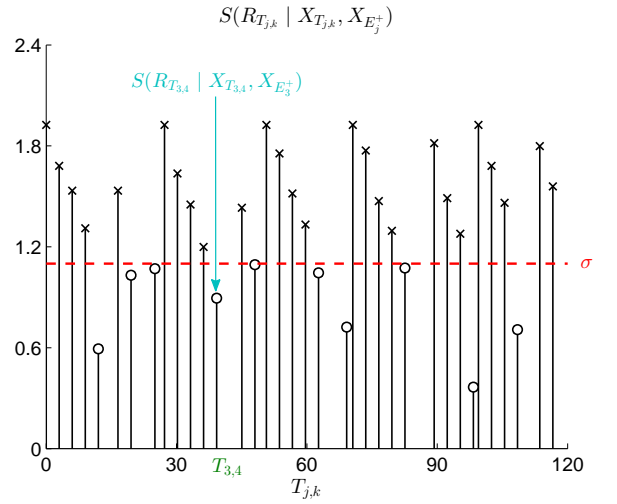 S(R_{T_{j,k}} | X_{T_{j,k}}, X_{E_j^+})
2.4
S(R_{T_{3,4}} | X_{T_{3,4}}, X_{E_3^+})
1.8
1.2
σ
0.6
0
0 30 T_{3,4} 60 90 120
T_{j,k}